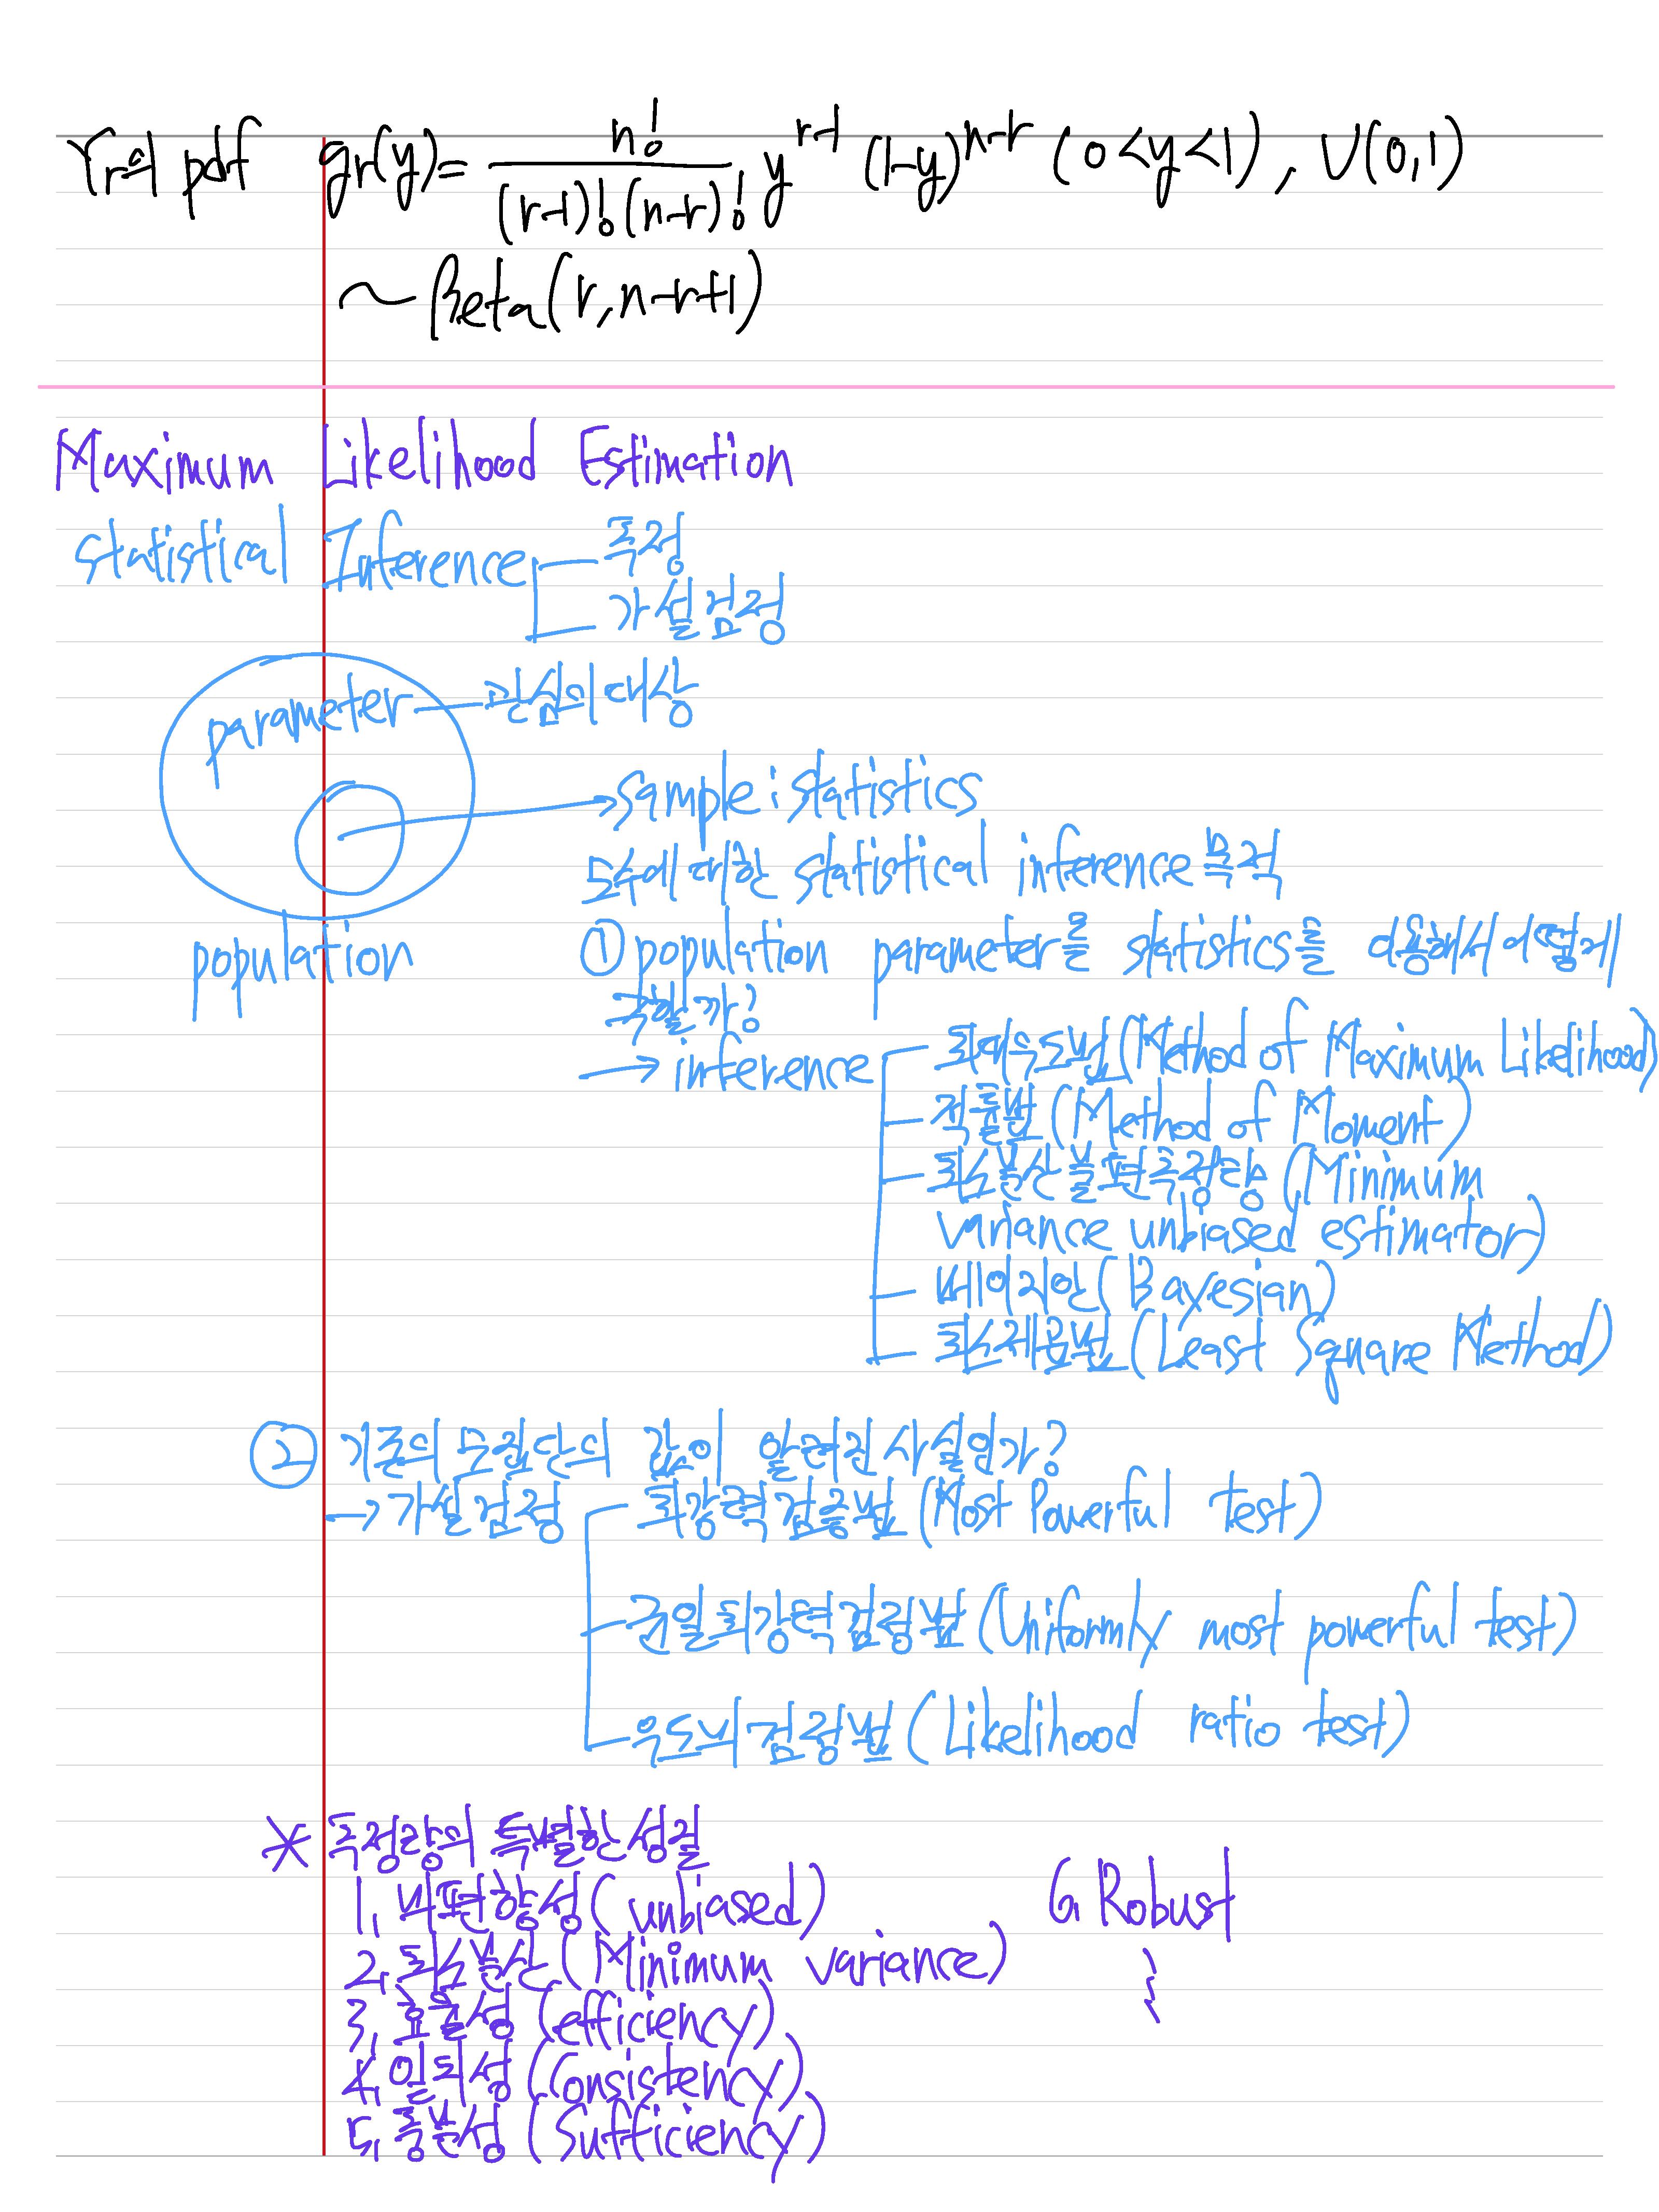 Yr의 pdf gr(y) = n! / (r-1)!(n-r)! y^(r-1) (1-y)^(n-r) (0<y<1), U(0,1)
~ Beta(r, n-r+1)
Maximum Likelihood Estimation
Statistical Inference
추정
가설검정
parameter — 관심의 대상
→ sample : statistics
모수에 대한 statistical inference 목적
population
① population parameter를 statistics를 이용해서 어떻게
구할까?
→ inference
최대우도법 (Method of Maximum Likelihood)
적률법 (Method of Moment)
최소분산불편추정량 (Minimum
variance unbiased estimator)
베이지안 (Bayesian)
최소제곱법 (Least Square Method)
② 기존의 모집단의 값이 알려진 사실인가?
→ 가설검정
최강력검증법 (Most Powerful test)
균일최강력검정법 (Uniformly most powerful test)
우도비검정법 (Likelihood ratio test)
* 추정량의 특별한 성질
1. 비편향성 (unbiased)
2. 최소분산 (Minimum variance)
3. 효율성 (efficiency)
4. 일치성 (Consistency)
5. 충분성 (Sufficiency)
6. Robust